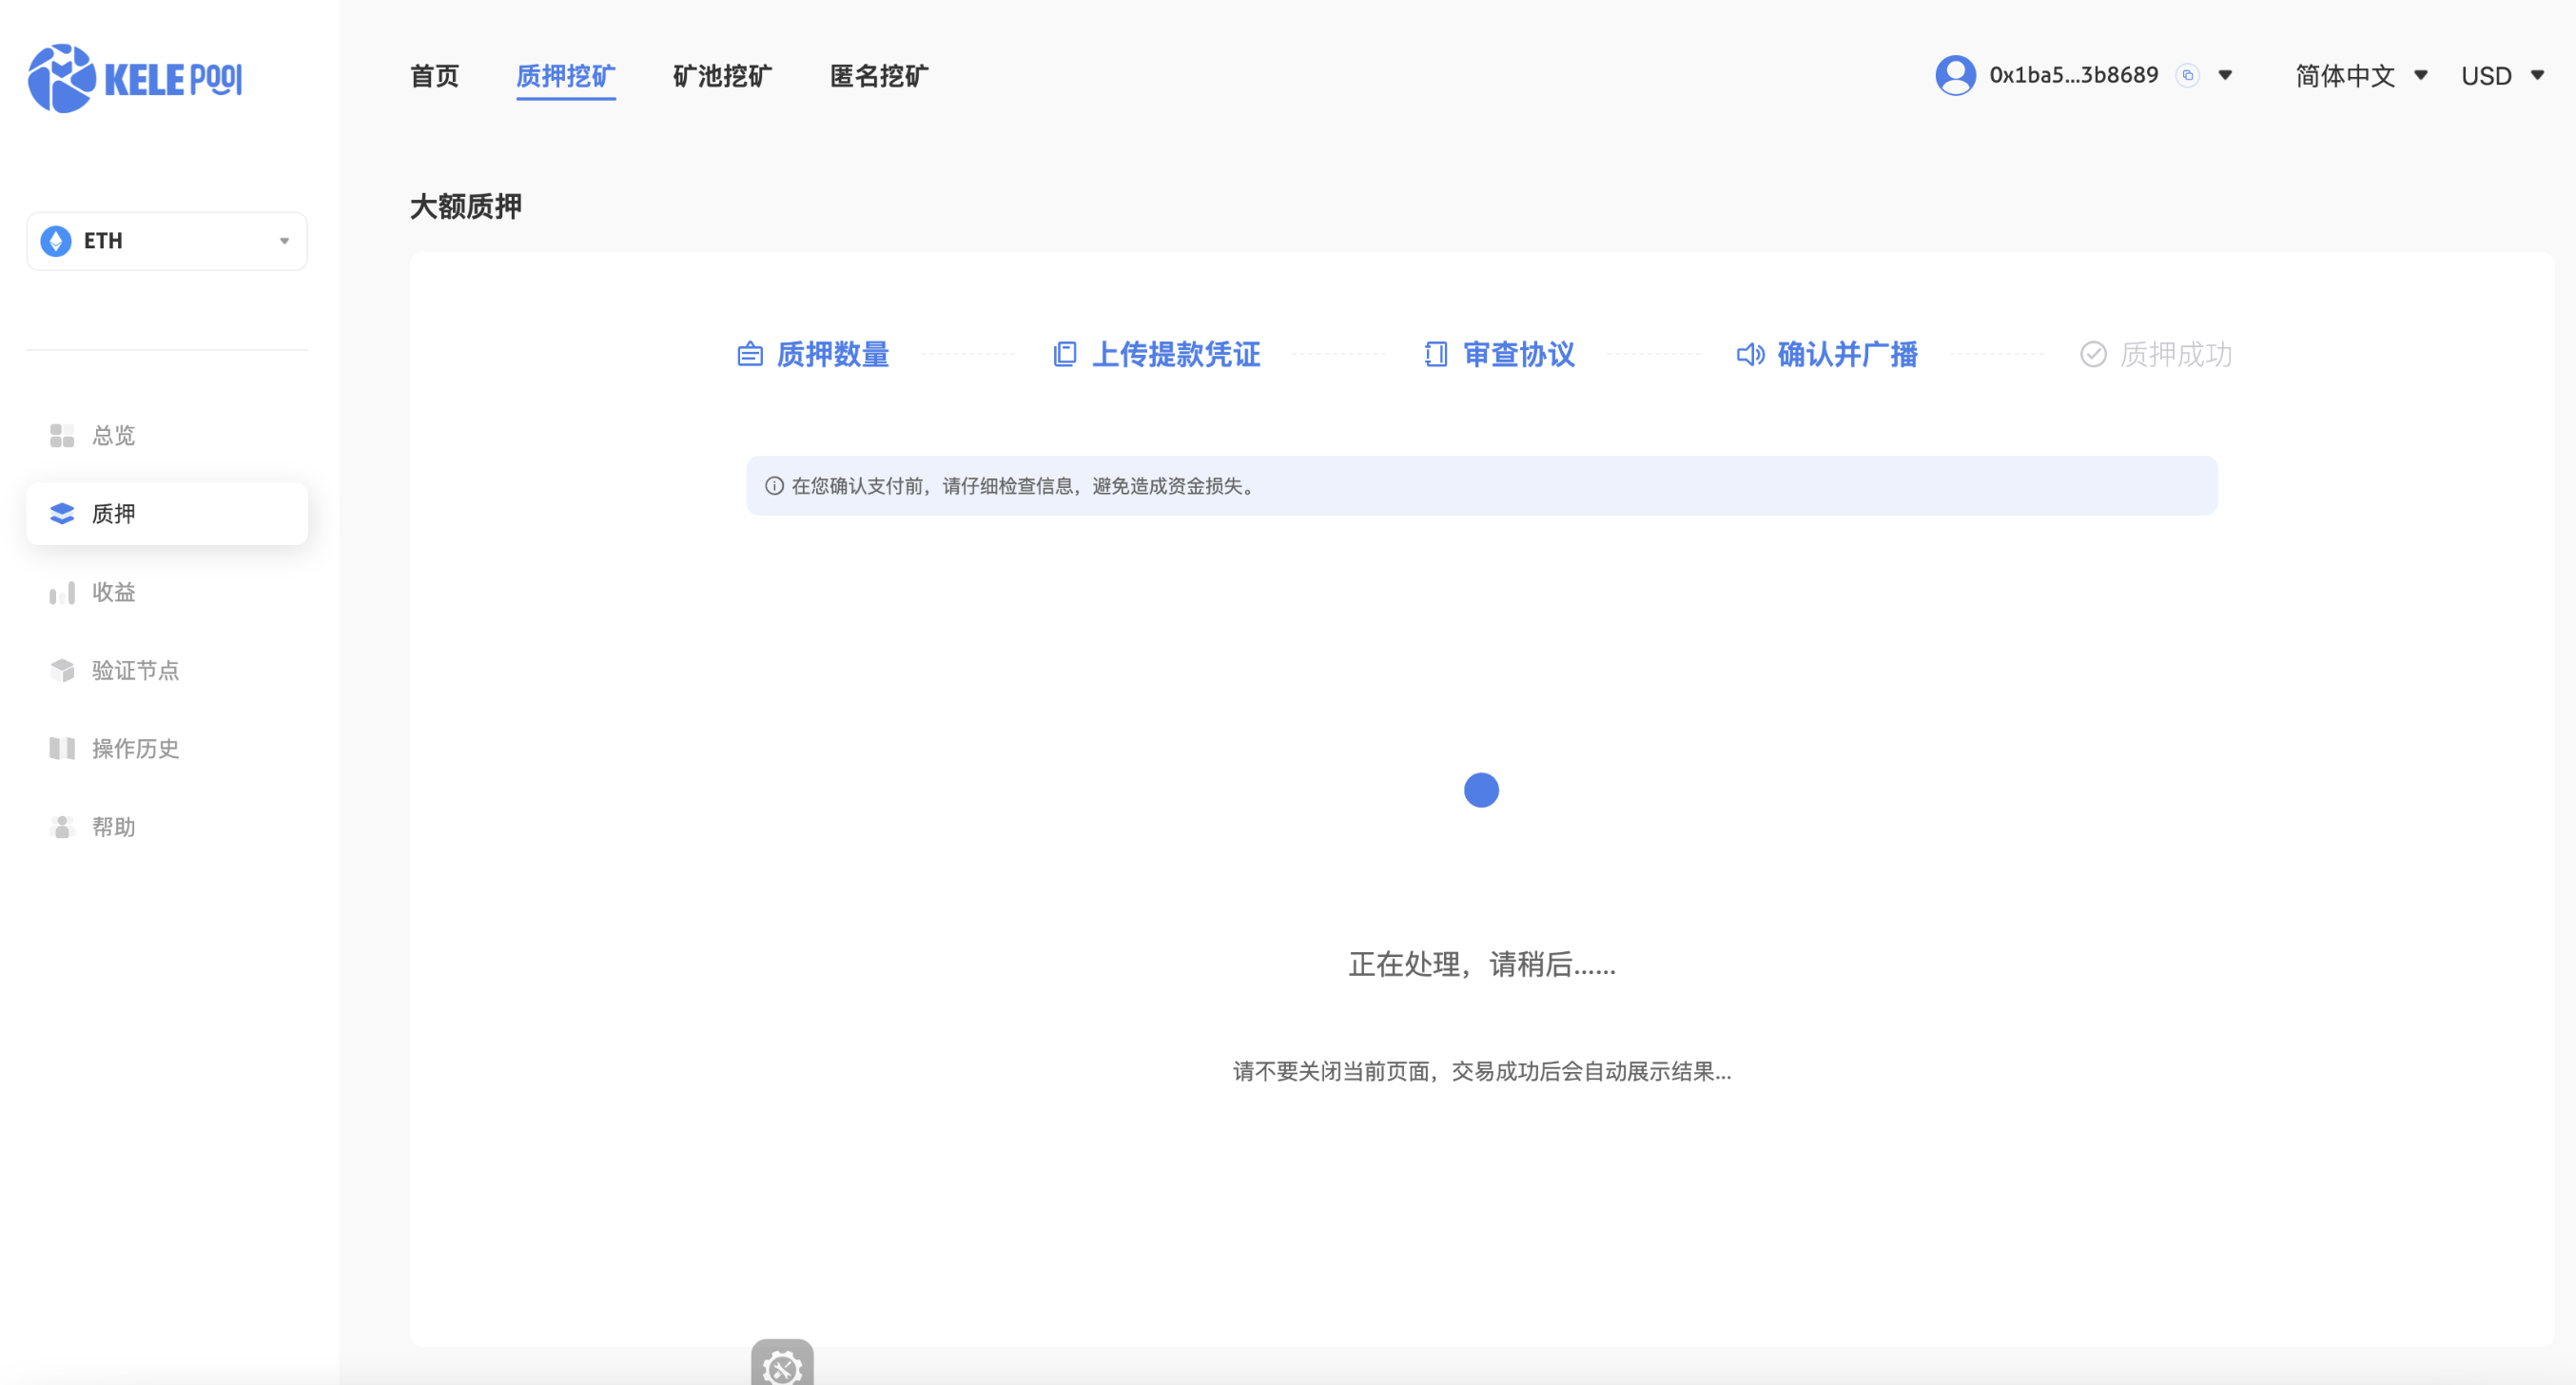 KELE POOL
首页
质押挖矿
矿池挖矿
匿名挖矿
0x1ba5...3b8689
简体中文
USD
ETH
总览
质押
收益
验证节点
操作历史
帮助
大额质押
质押数量
上传提款凭证
审查协议
确认并广播
质押成功
在您确认支付前，请仔细检查信息，避免造成资金损失。
正在处理，请稍后......
请不要关闭当前页面，交易成功后会自动展示结果...